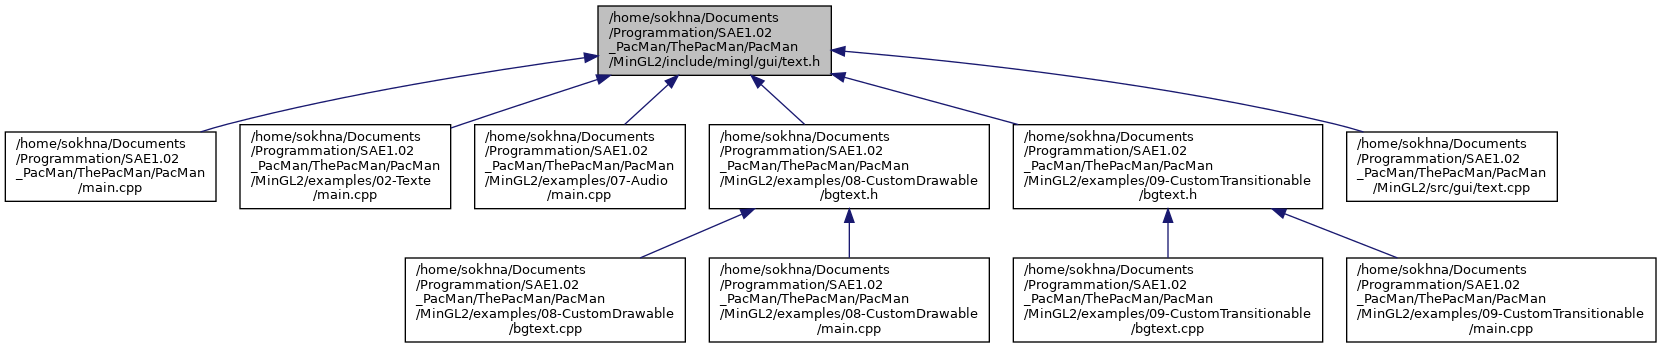 /home/sokhna/Documents
/Programmation/SAE1.02
_PacMan/ThePacMan/PacMan
/MinGL2/include/mingl/gui/text.h
/home/sokhna/Documents
/Programmation/SAE1.02
_PacMan/ThePacMan/PacMan
/main.cpp
/home/sokhna/Documents
/Programmation/SAE1.02
_PacMan/ThePacMan/PacMan
/MinGL2/examples/02-Texte
/main.cpp
/home/sokhna/Documents
/Programmation/SAE1.02
_PacMan/ThePacMan/PacMan
/MinGL2/examples/07-Audio
/main.cpp
/home/sokhna/Documents
/Programmation/SAE1.02
_PacMan/ThePacMan/PacMan
/MinGL2/examples/08-CustomDrawable
/bgtext.h
/home/sokhna/Documents
/Programmation/SAE1.02
_PacMan/ThePacMan/PacMan
/MinGL2/examples/09-CustomTransitionable
/bgtext.h
/home/sokhna/Documents
/Programmation/SAE1.02
_PacMan/ThePacMan/PacMan
/MinGL2/src/gui/text.cpp
/home/sokhna/Documents
/Programmation/SAE1.02
_PacMan/ThePacMan/PacMan
/MinGL2/examples/08-CustomDrawable
/bgtext.cpp
/home/sokhna/Documents
/Programmation/SAE1.02
_PacMan/ThePacMan/PacMan
/MinGL2/examples/08-CustomDrawable
/main.cpp
/home/sokhna/Documents
/Programmation/SAE1.02
_PacMan/ThePacMan/PacMan
/MinGL2/examples/09-CustomTransitionable
/bgtext.cpp
/home/sokhna/Documents
/Programmation/SAE1.02
_PacMan/ThePacMan/PacMan
/MinGL2/examples/09-CustomTransitionable
/main.cpp